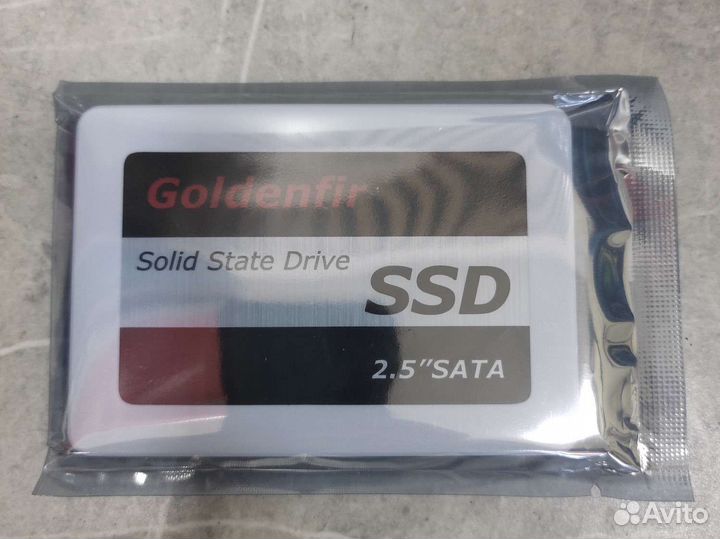 Goldenfir
Solid State Drive
SSD
2.5"SATA
Avito